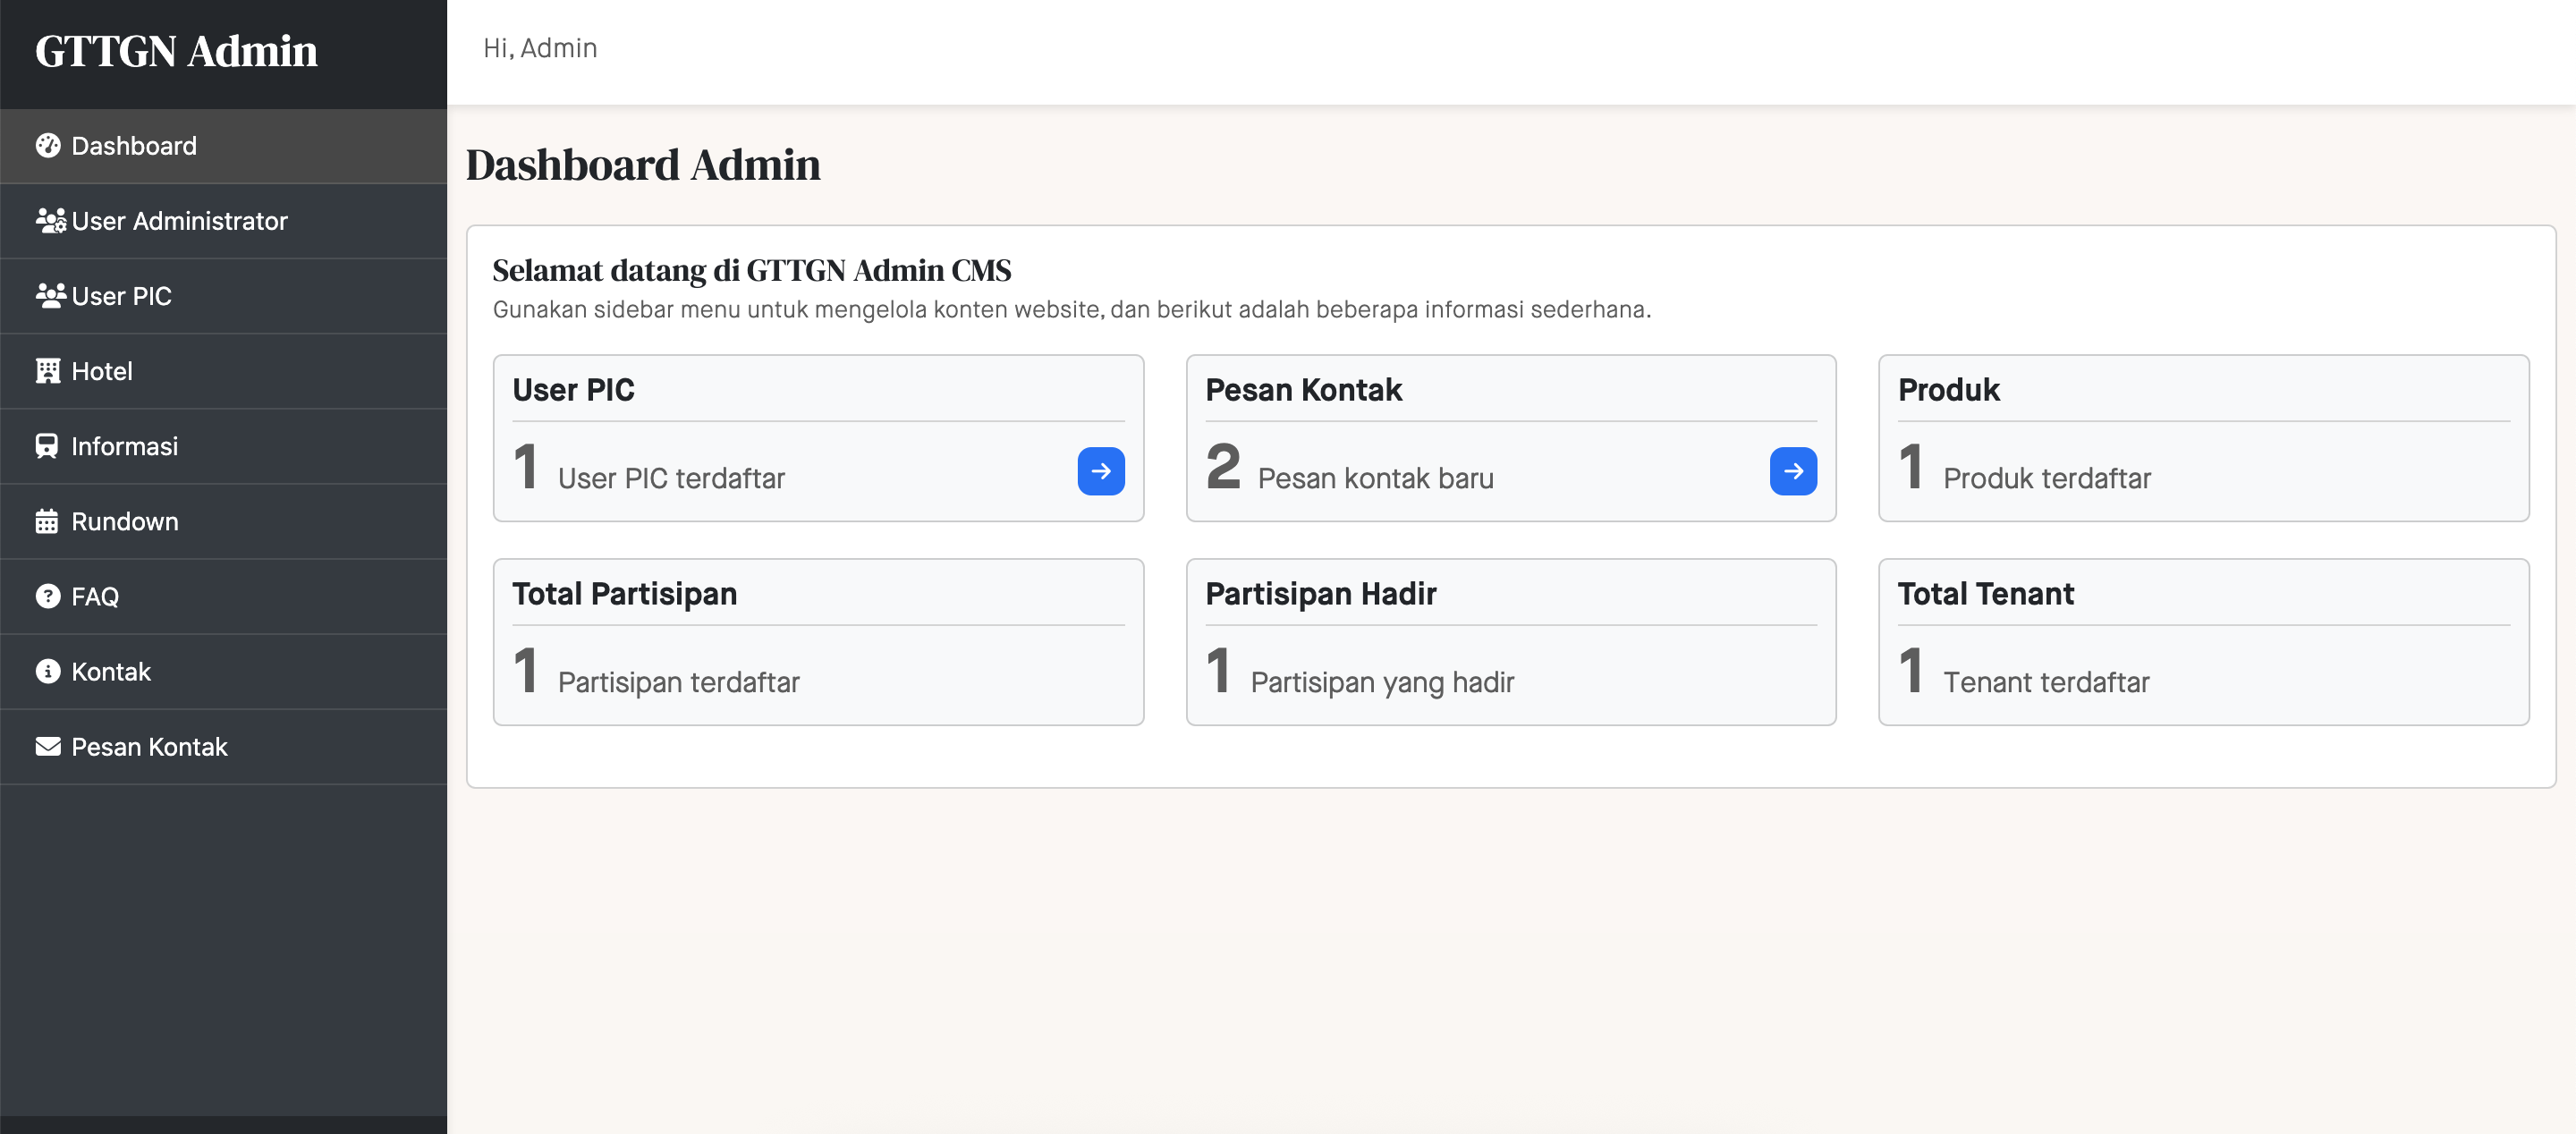 GTTGN Admin
Hi, Admin
Dashboard
User Administrator
User PIC
Hotel
Informasi
Rundown
FAQ
Kontak
Pesan Kontak
Dashboard Admin
Selamat datang di GTTGN Admin CMS
Gunakan sidebar menu untuk mengelola konten website, dan berikut adalah beberapa informasi sederhana.
User PIC
1 User PIC terdaftar
Pesan Kontak
2 Pesan kontak baru
Produk
1 Produk terdaftar
Total Partisipan
1 Partisipan terdaftar
Partisipan Hadir
1 Partisipan yang hadir
Total Tenant
1 Tenant terdaftar